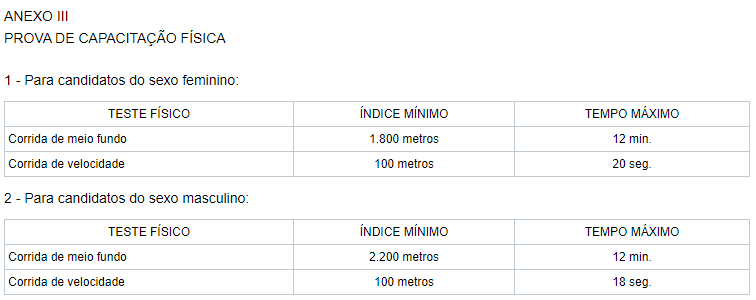 ANEXO III
PROVA DE CAPACITAÇÃO FÍSICA
1 - Para candidatos do sexo feminino:
TESTE FÍSICO ÍNDICE MÍNIMO TEMPO MÁXIMO
Corrida de meio fundo 1.800 metros 12 min.
Corrida de velocidade 100 metros 20 seg.
2 - Para candidatos do sexo masculino:
TESTE FÍSICO ÍNDICE MÍNIMO TEMPO MÁXIMO
Corrida de meio fundo 2.200 metros 12 min.
Corrida de velocidade 100 metros 18 seg.